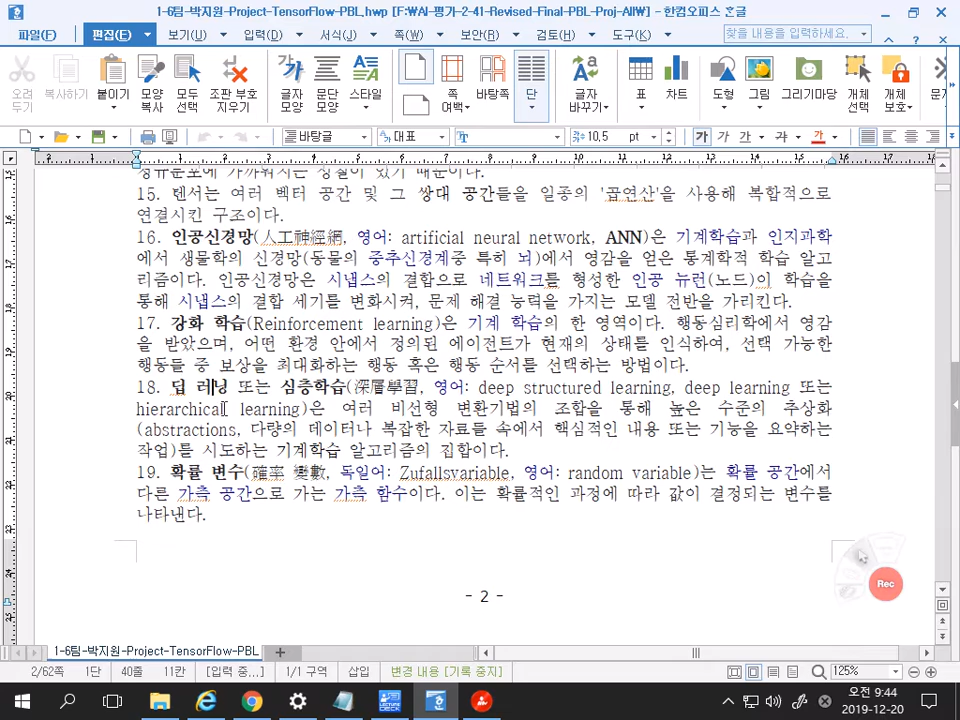 1-6팀-박지원-Project-TensorFlow-PBL.hwp [F:₩AI-평가-2-41-Revised-Final-PBL-Proj-All₩] - 한컴오피스 흔글
파일(F) 편집(E) 보기(U) 입력(D) 서식(J) 쪽(W) 보안(R) 검토(H) 도구(K) 찾을 내용을 입력하세요.
오려 두기 복사하기 붙이기 모양 복사 모두 선택 조판 부호 지우기 글자 모양 문단 모양 스타일 쪽 여백 바탕쪽 단 글자 바꾸기 표 차트 도형 그림 그리기마당 개체 선택 개체 보호
바탕글 대표 10.5 pt 가 가 가 가 가
정규분포에 가까워지는 성질이 있기 때문이다.
15. 텐서는 여러 벡터 공간 및 그 쌍대 공간들을 일종의 '곱연산'을 사용해 복합적으로
연결시킨 구조이다.
16. 인공신경망(人工神經網, 영어: artificial neural network, ANN)은 기계학습과 인지과학
에서 생물학의 신경망(동물의 중추신경계중 특히 뇌)에서 영감을 얻은 통계학적 학습 알고
리즘이다. 인공신경망은 시냅스의 결합으로 네트워크를 형성한 인공 뉴런(노드)이 학습을
통해 시냅스의 결합 세기를 변화시켜, 문제 해결 능력을 가지는 모델 전반을 가리킨다.
17. 강화 학습(Reinforcement learning)은 기계 학습의 한 영역이다. 행동심리학에서 영감
을 받았으며, 어떤 환경 안에서 정의된 에이전트가 현재의 상태를 인식하여, 선택 가능한
행동들 중 보상을 최대화하는 행동 혹은 행동 순서를 선택하는 방법이다.
18. 딥 러닝 또는 심층학습(深層學習, 영어: deep structured learning, deep learning 또는
hierarchical learning)은 여러 비선형 변환기법의 조합을 통해 높은 수준의 추상화
(abstractions, 다량의 데이터나 복잡한 자료들 속에서 핵심적인 내용 또는 기능을 요약하는
작업)를 시도하는 기계학습 알고리즘의 집합이다.
19. 확률 변수(確率 變數, 독일어: Zufallsvariable, 영어: random variable)는 확률 공간에서
다른 가측 공간으로 가는 가측 함수이다. 이는 확률적인 과정에 따라 값이 결정되는 변수를
나타낸다.
Rec
- 2 -
1-6팀-박지원-Project-TensorFlow-PBL
2/62쪽 1단 40줄 11칸 [입력 중...] 1/1 구역 삽입 변경 내용 [기록 중지] 125%
오전 9:44
2019-12-20